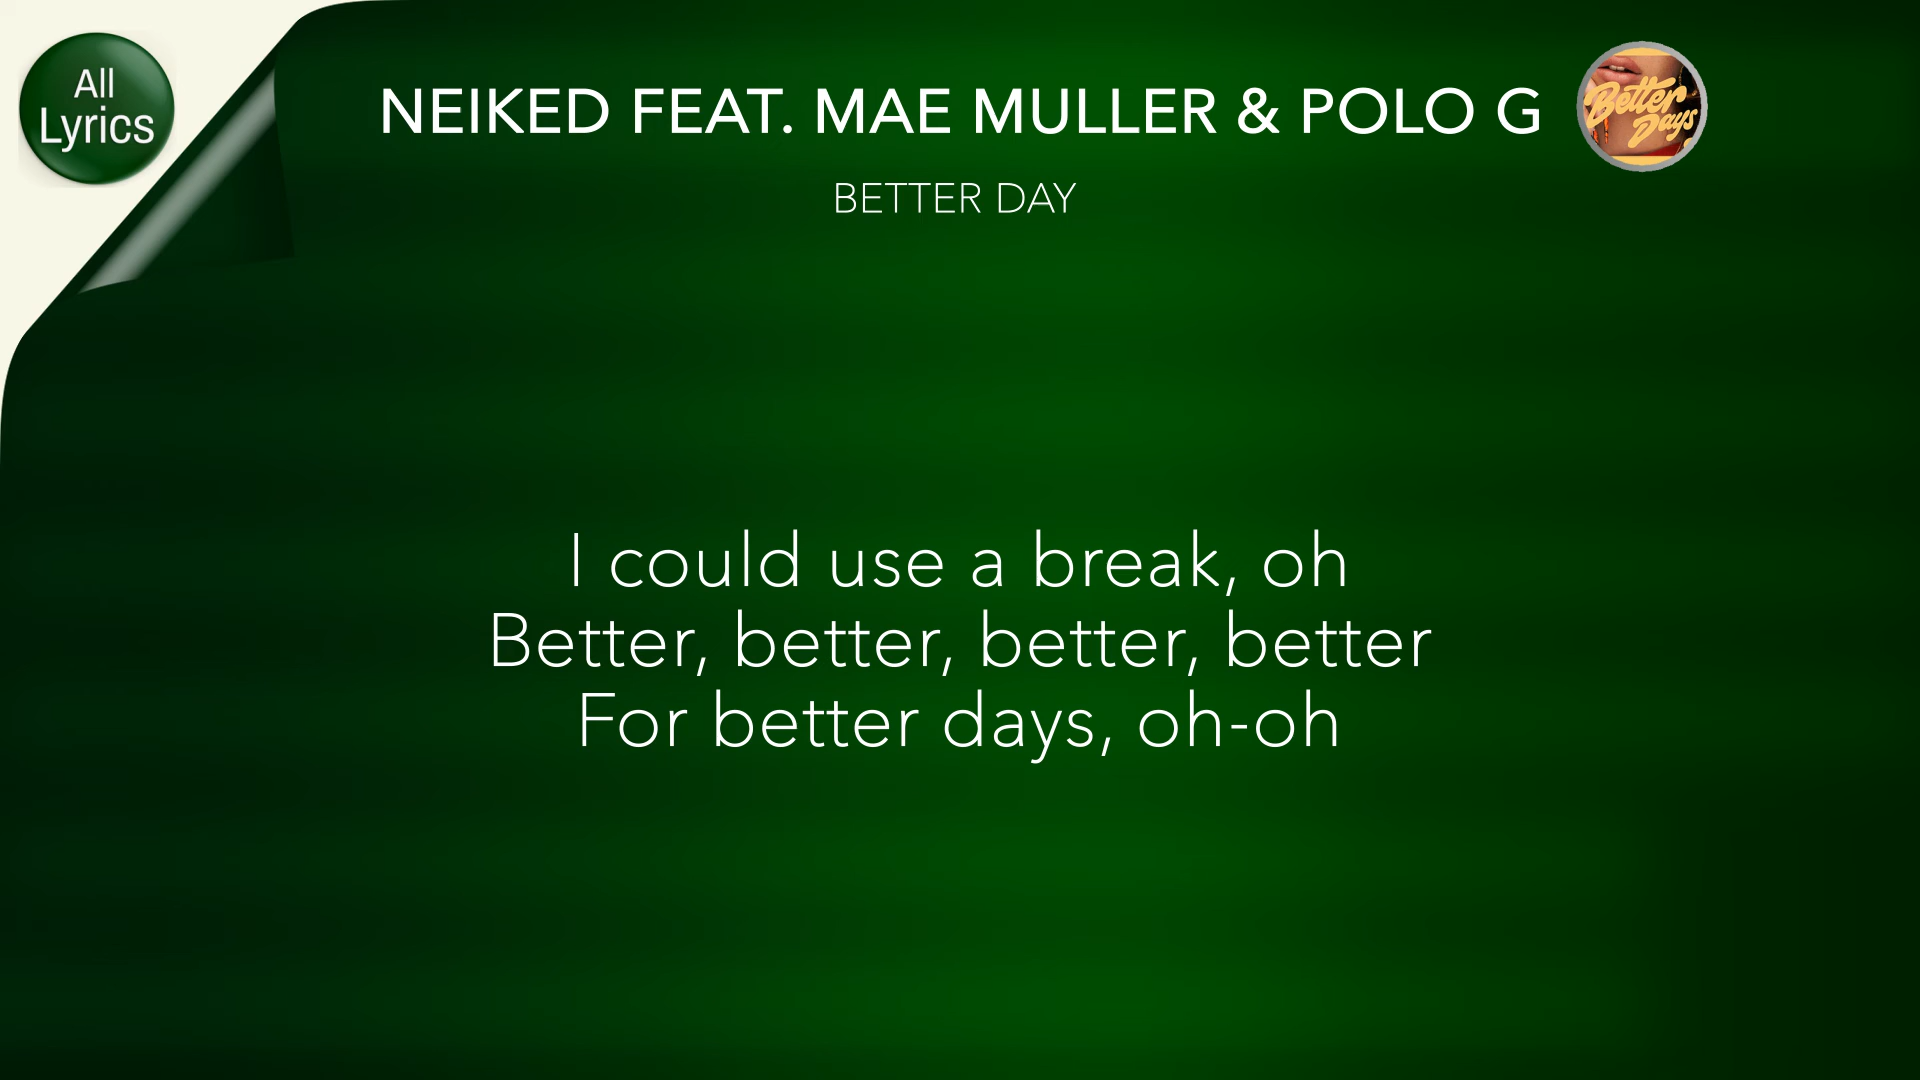 All
Lyrics
NEIKED FEAT. MAE MULLER & POLO G
Better
Days
BETTER DAY
I could use a break, oh
Better, better, better, better
For better days, oh-oh